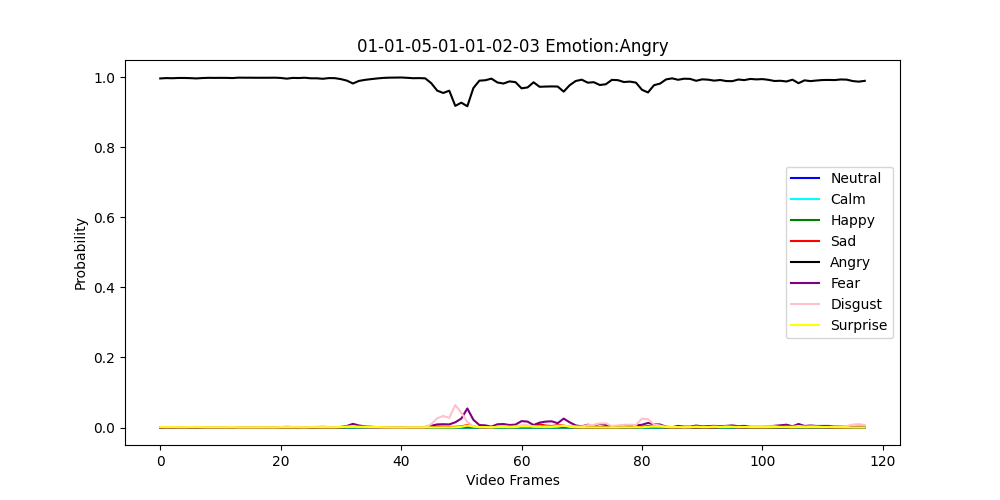 01-01-05-01-01-02-03 Emotion:Angry
1.0
0.8
0.6
0.4
0.2
0.0
Probability
Neutral
Calm
Happy
Sad
Angry
Fear
Disgust
Surprise
0 20 40 60 80 100 120
Video Frames